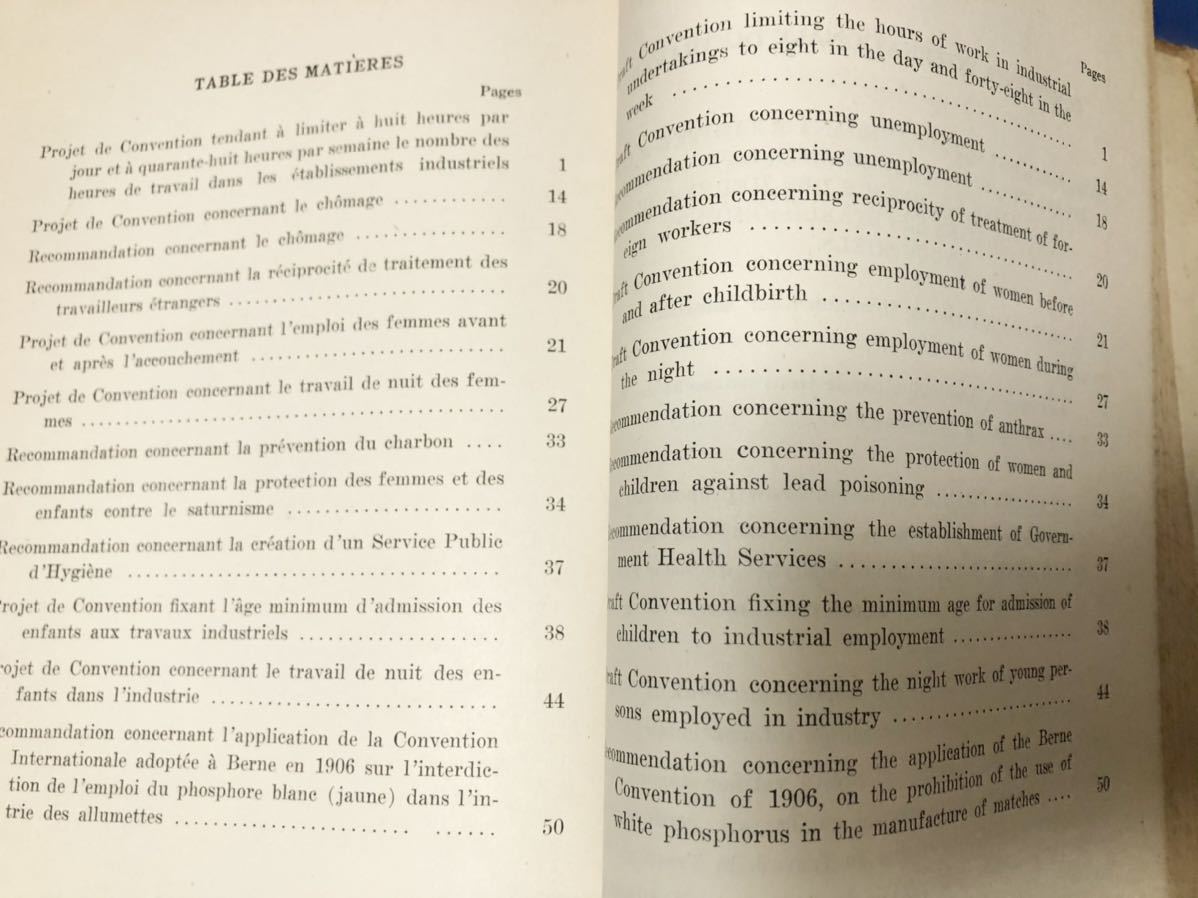 TABLE DES MATIÈRES
Pages
Projet de Convention tendant à limiter à huit heures par
jour et à quarante-huit heures par semaine le nombre des
heures de travail dans les établissements industriels 1
Projet de Convention concernant le chômage ............ 14
Recommandation concernant le chômage ................ 18
Recommandation concernant la réciprocité de traitement des
travailleurs étrangers ............................. 20
Projet de Convention concernant l'emploi des femmes avant
et après l'accouchement ........................... 21
Projet de Convention concernant le travail de nuit des fem-
mes ............................................. 27
Recommandation concernant la prévention du charbon .... 33
Recommandation concernant la protection des femmes et des
enfants contre le saturnisme ....................... 34
Recommandation concernant la création d'un Service Public
d'Hygiène ...................................... 37
Projet de Convention fixant l'âge minimum d'admission des
enfants aux travaux industriels ..................... 38
rojet de Convention concernant le travail de nuit des en-
fants dans l'industrie ............................. 44
commandation concernant l'application de la Convention
Internationale adoptée à Berne en 1906 sur l'interdic-
tion de l'emploi du phosphore blanc (jaune) dans l'in-
trie des allumettes ........................ ...... 50
Pages
raft Convention limiting the hours of work in industrial
undertakings to eight in the day and forty-eight in the
week ........................................ 1
raft Convention concerning unemployment ............ 14
ecommendation concerning unemployment ............ 18
ecommendation concerning reciprocity of treatment of for-
eign workers ................................ 20
raft Convention concerning employment of women before
and after childbirth ........................... 21
raft Convention concerning employment of women during
the night .................................... 27
Recommendation concerning the prevention of anthrax .... 33
Recommendation concerning the protection of women and
children against lead poisoning ................ 34
Recommendation concerning the establishment of Govern-
ment Health Services .......................... 37
raft Convention fixing the minimum age for admission of
children to industrial employment ................ 38
raft Convention concerning the night work of young per-
sons employed in industry ...................... 44
ecommendation concerning the application of the Berne
Convention of 1906, on the prohibition of the use of
white phosphorus in the manufacture of matches .... 50